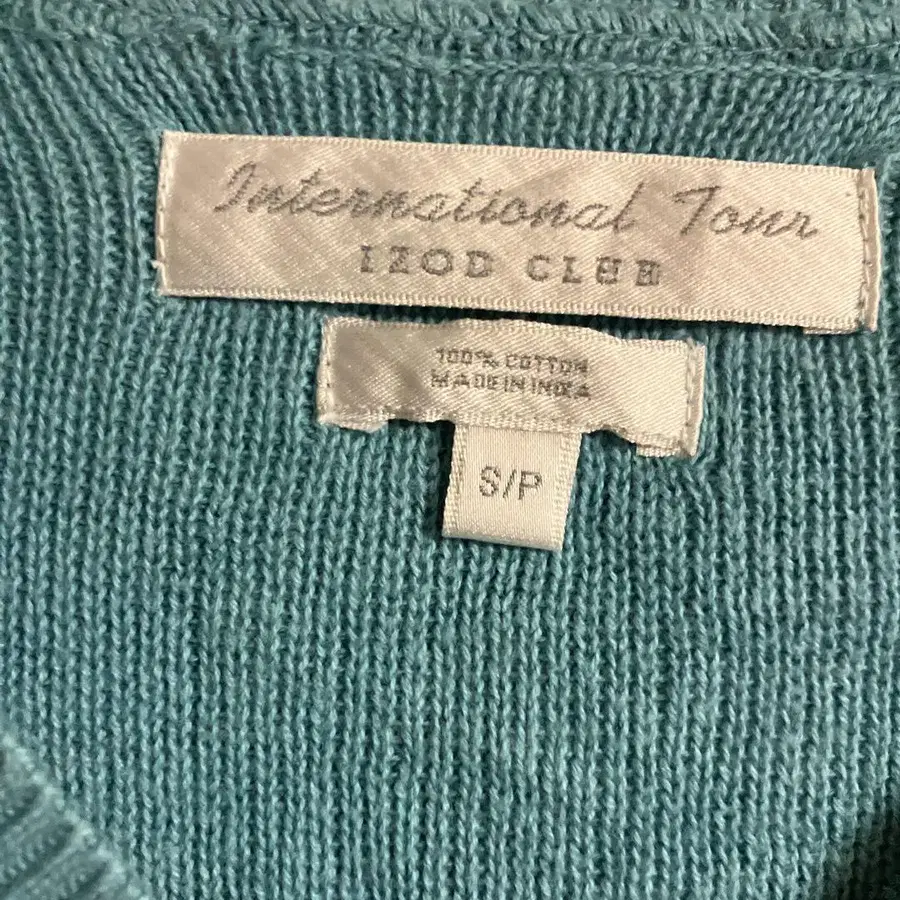 International Tour
IZOD CLUB
100% COTTON
MADE IN INDIA
S/P